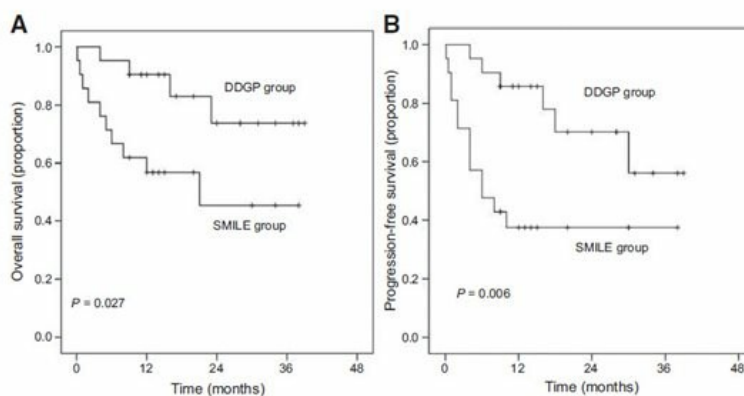 A
Overall survival (proportion)
1.0
0.8
0.6
0.4
0.2
0.0
DDGP group
SMILE group
P = 0.027
0 12 24 36 48
Time (months)
B
Progression-free survival (proportion)
1.0
0.8
0.6
0.4
0.2
0.0
DDGP group
SMILE group
P = 0.006
0 12 24 36 48
Time (months)